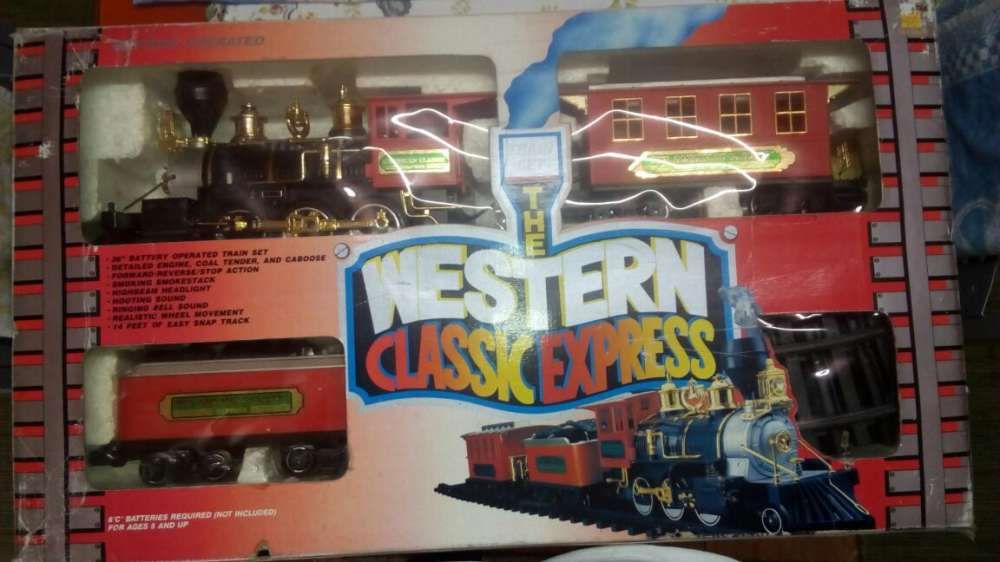 OPERATED
THE
WESTERN
CLASSIC EXPRESS
· 36" BATTERY OPERATED TRAIN SET
· DETAILED ENGINE, COAL TENDER, AND CABOOSE
· FORWARD-REVERSE/STOP ACTION
· SMOKING SMOKESTACK
· HIGHBEAM HEADLIGHT
· HOOTING SOUND
· RINGING BELL SOUND
· REALISTIC WHEEL MOVEMENT
· 14 FEET OF EASY SNAP TRACK
6 "C" BATTERIES REQUIRED (NOT INCLUDED)
FOR AGES 5 AND UP